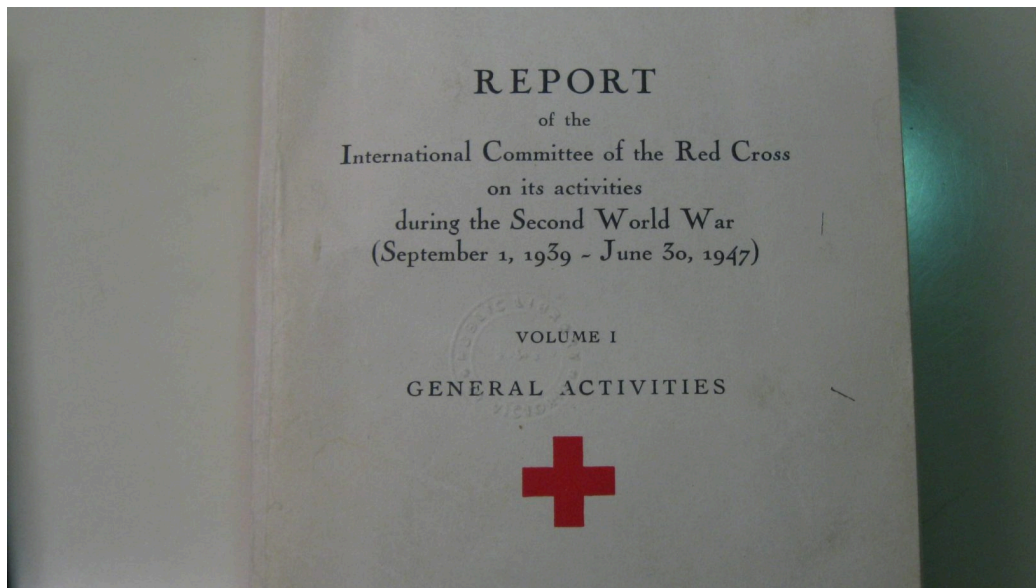 REPORT
of the
International Committee of the Red Cross
on its activities
during the Second World War
(September 1, 1939 - June 30, 1947)
VOLUME I
GENERAL ACTIVITIES